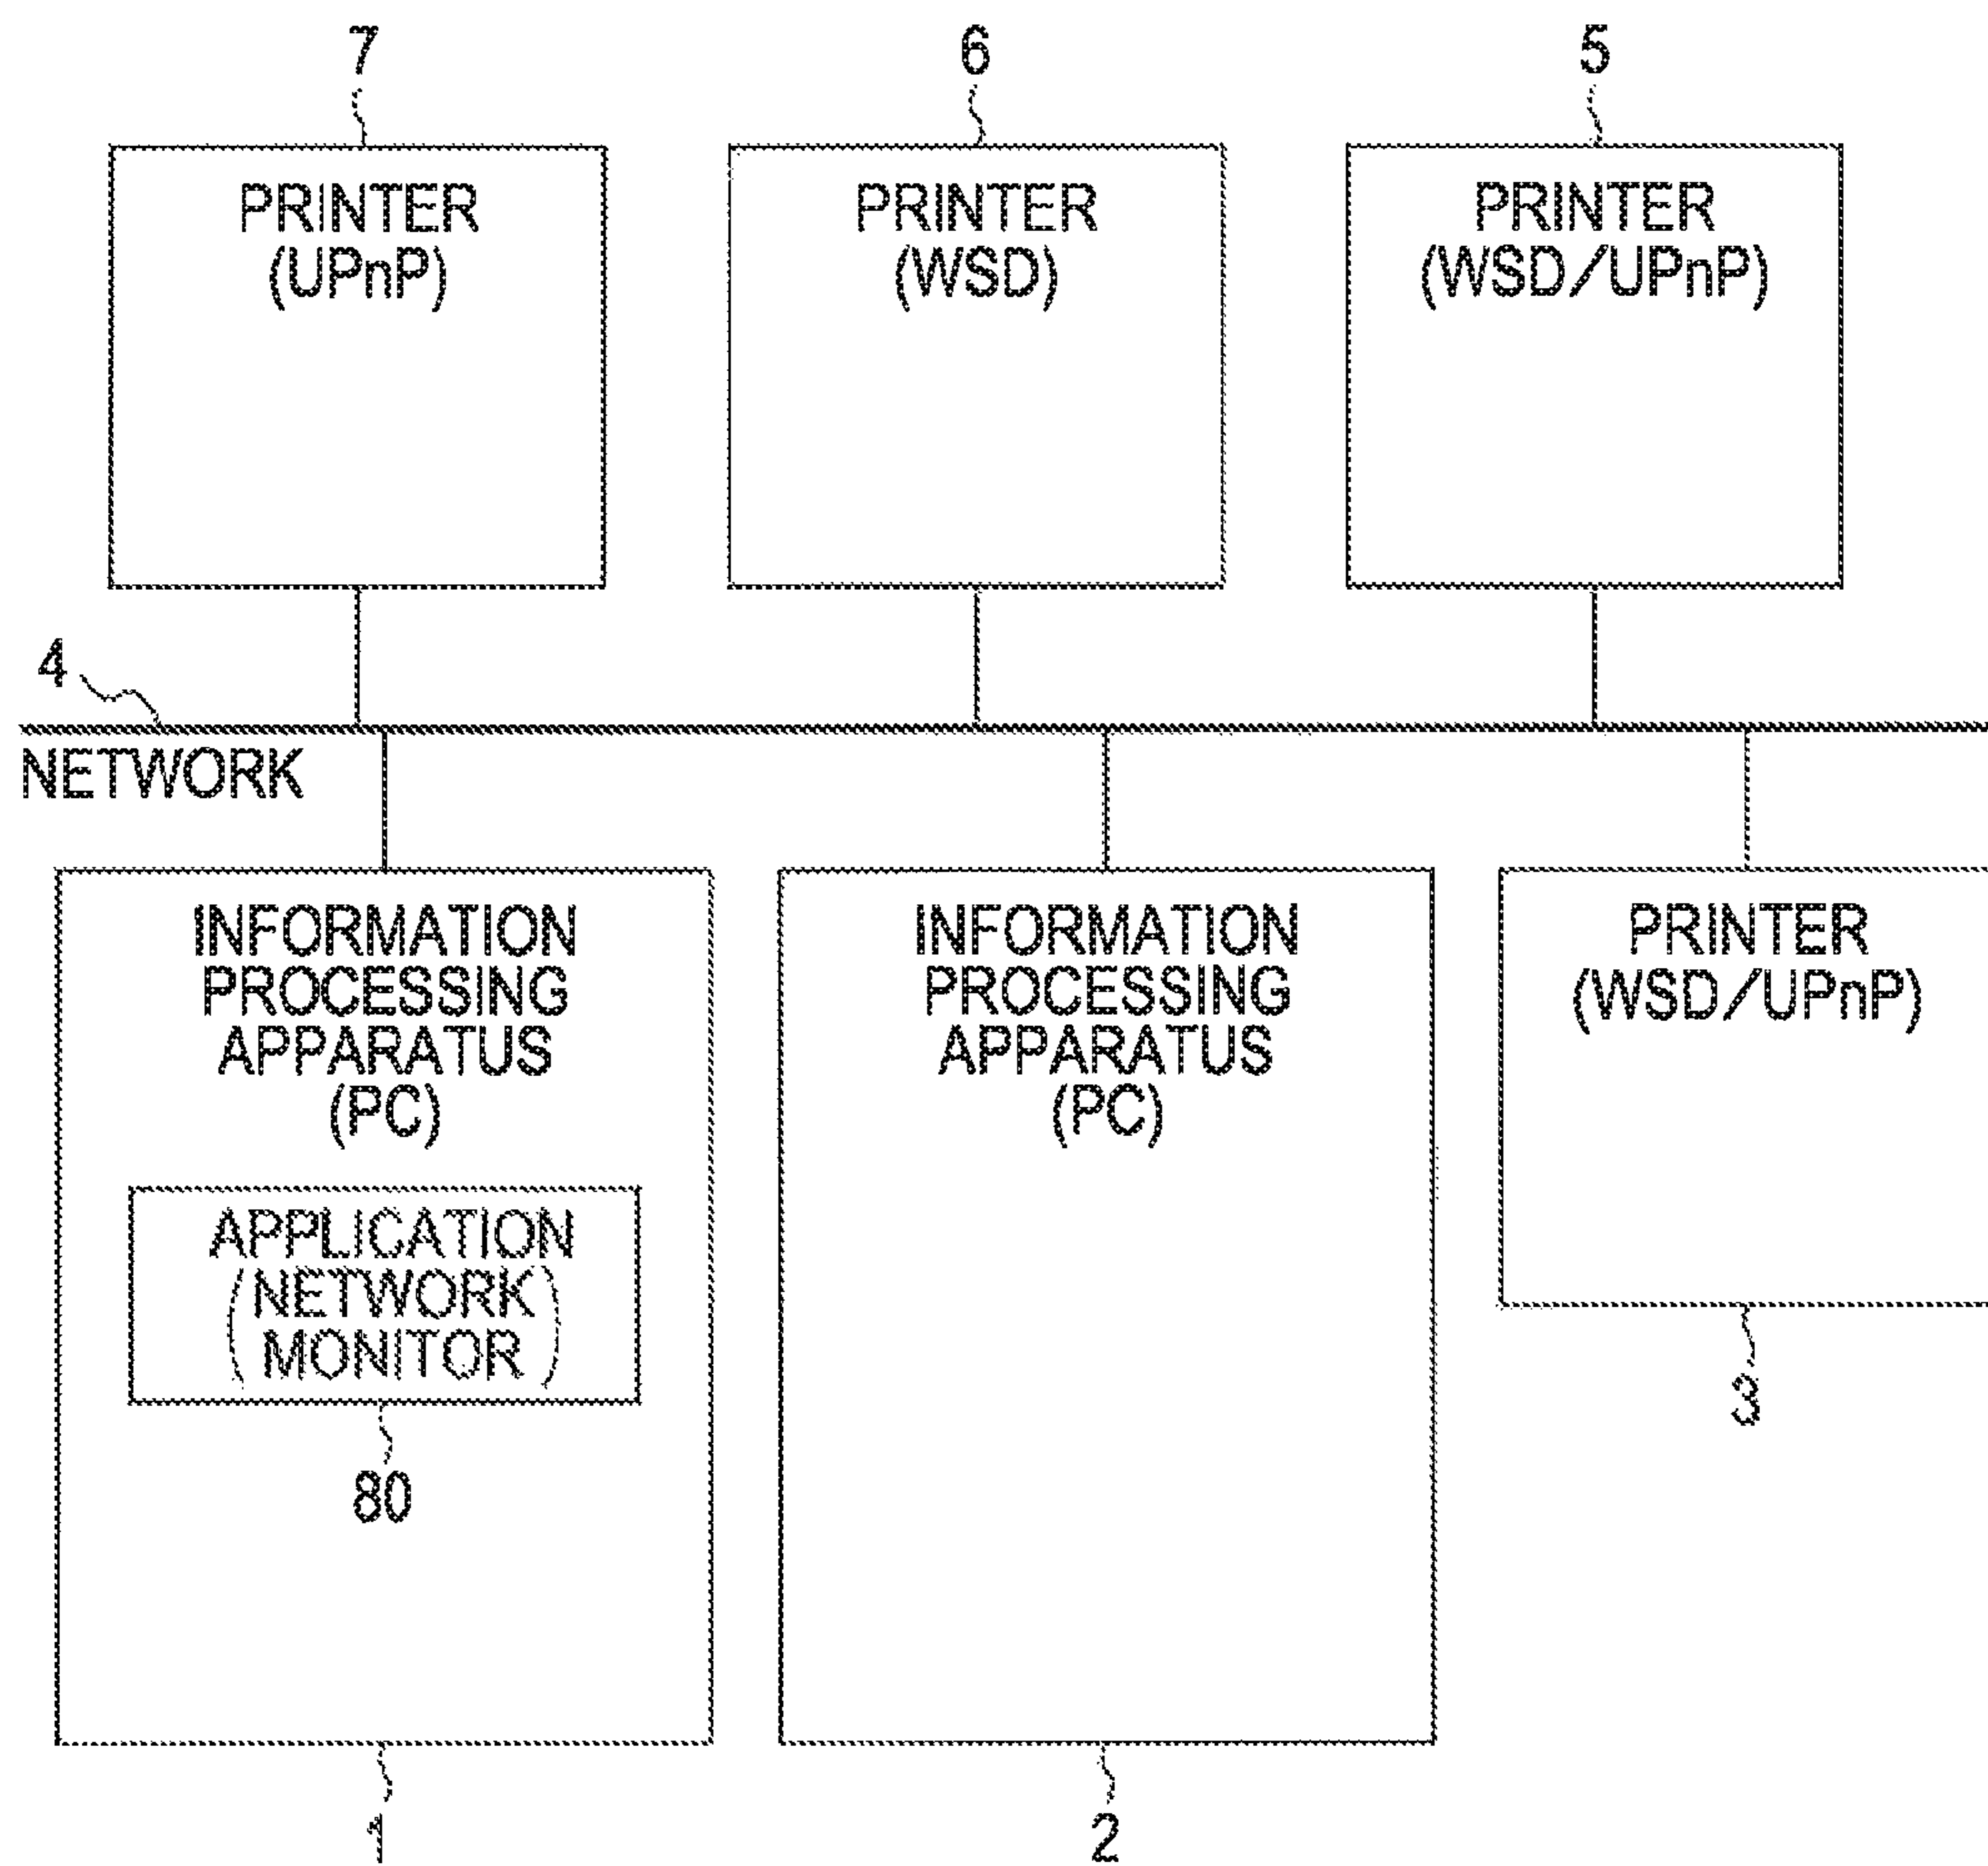 7
6
5
PRINTER
(UPnP)
PRINTER
(WSD)
PRINTER
(WSD/UPnP)
4
NETWORK
INFORMATION
PROCESSING
APPARATUS
(PC)
APPLICATION
(NETWORK
MONITOR)
80
1
INFORMATION
PROCESSING
APPARATUS
(PC)
2
PRINTER
(WSD/UPnP)
3